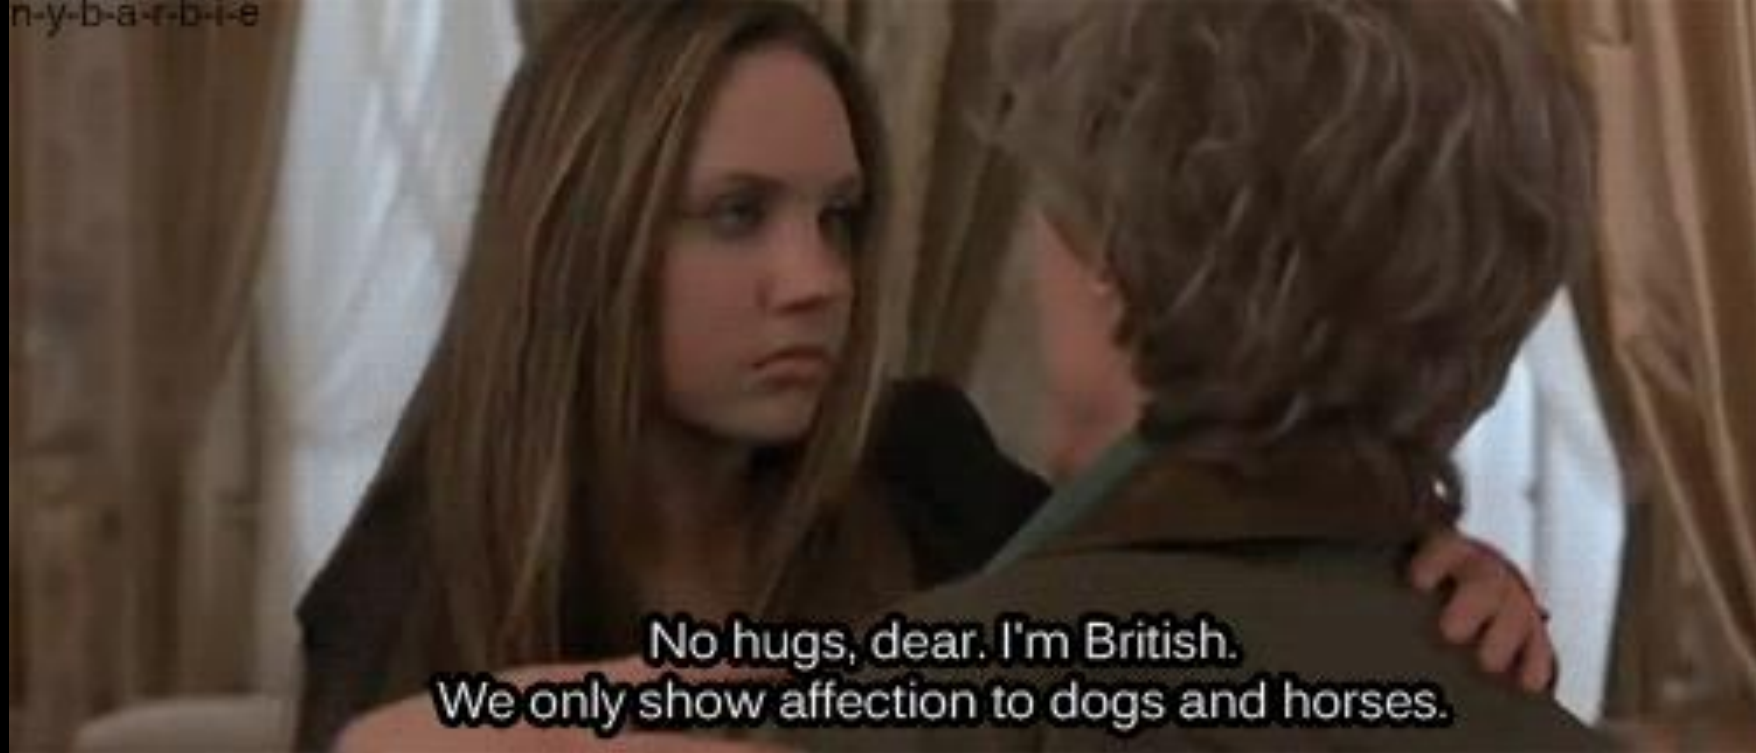 n-y-b-a-r-b-i-e
No hugs, dear. I'm British.
We only show affection to dogs and horses.